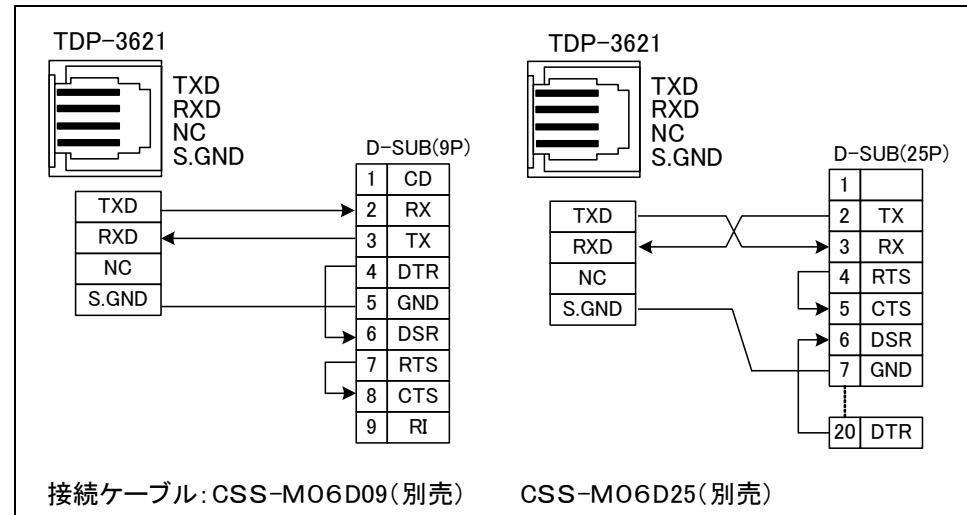 TDP-3621
TXD
RXD
NC
S.GND
D-SUB(9P)
TXD
RXD
NC
S.GND
1 CD
2 RX
3 TX
4 DTR
5 GND
6 DSR
7 RTS
8 CTS
9 RI
TDP-3621
TXD
RXD
NC
S.GND
D-SUB(25P)
TXD
RXD
NC
S.GND
1
2 TX
3 RX
4 RTS
5 CTS
6 DSR
7 GND
20 DTR
接続ケーブル:CSS-M06D09(別売) CSS-M06D25(別売)